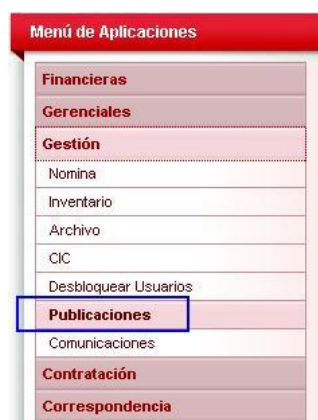 Menú de Aplicaciones
Financieras
Gerenciales
Gestión
Nomina
Inventario
Archivo
CIC
Desbloquear Usuarios
Publicaciones
Comunicaciones
Contratación
Correspondencia